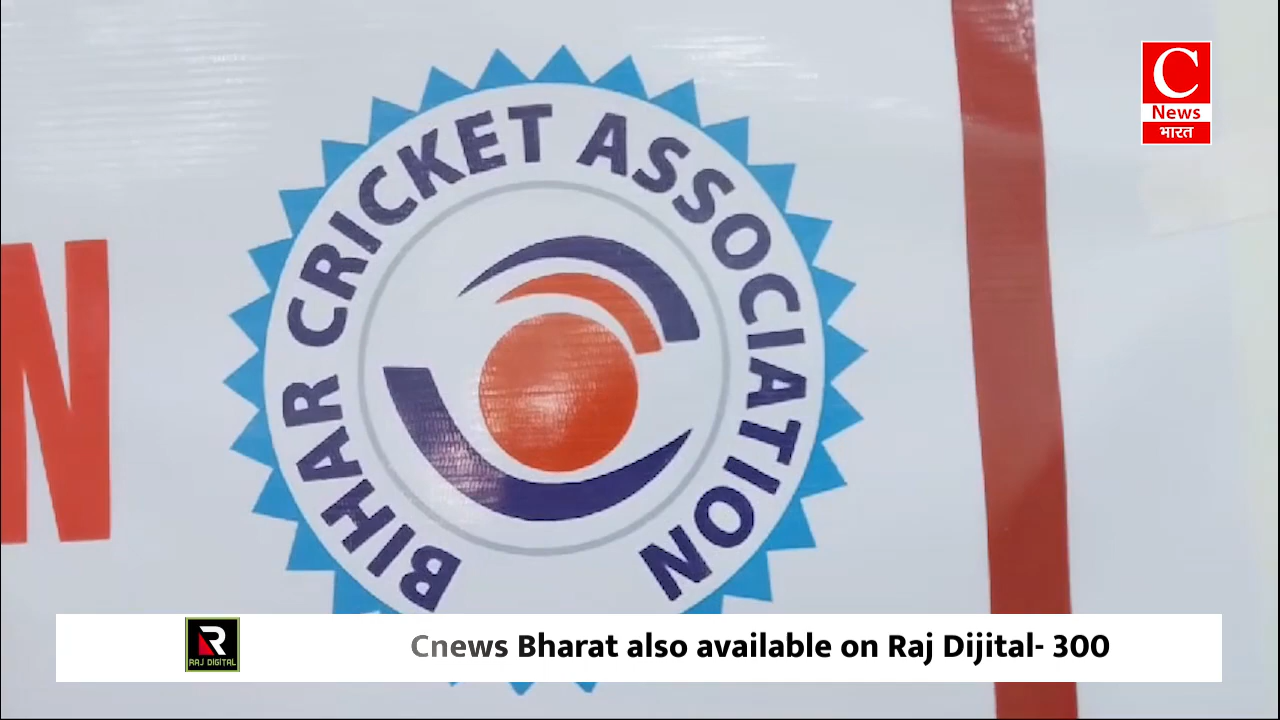 C
News
भारत
BIHAR CRICKET ASSOCIATION
N
R
RAJ DIGITAL
Cnews Bharat also available on Raj Dijital- 300